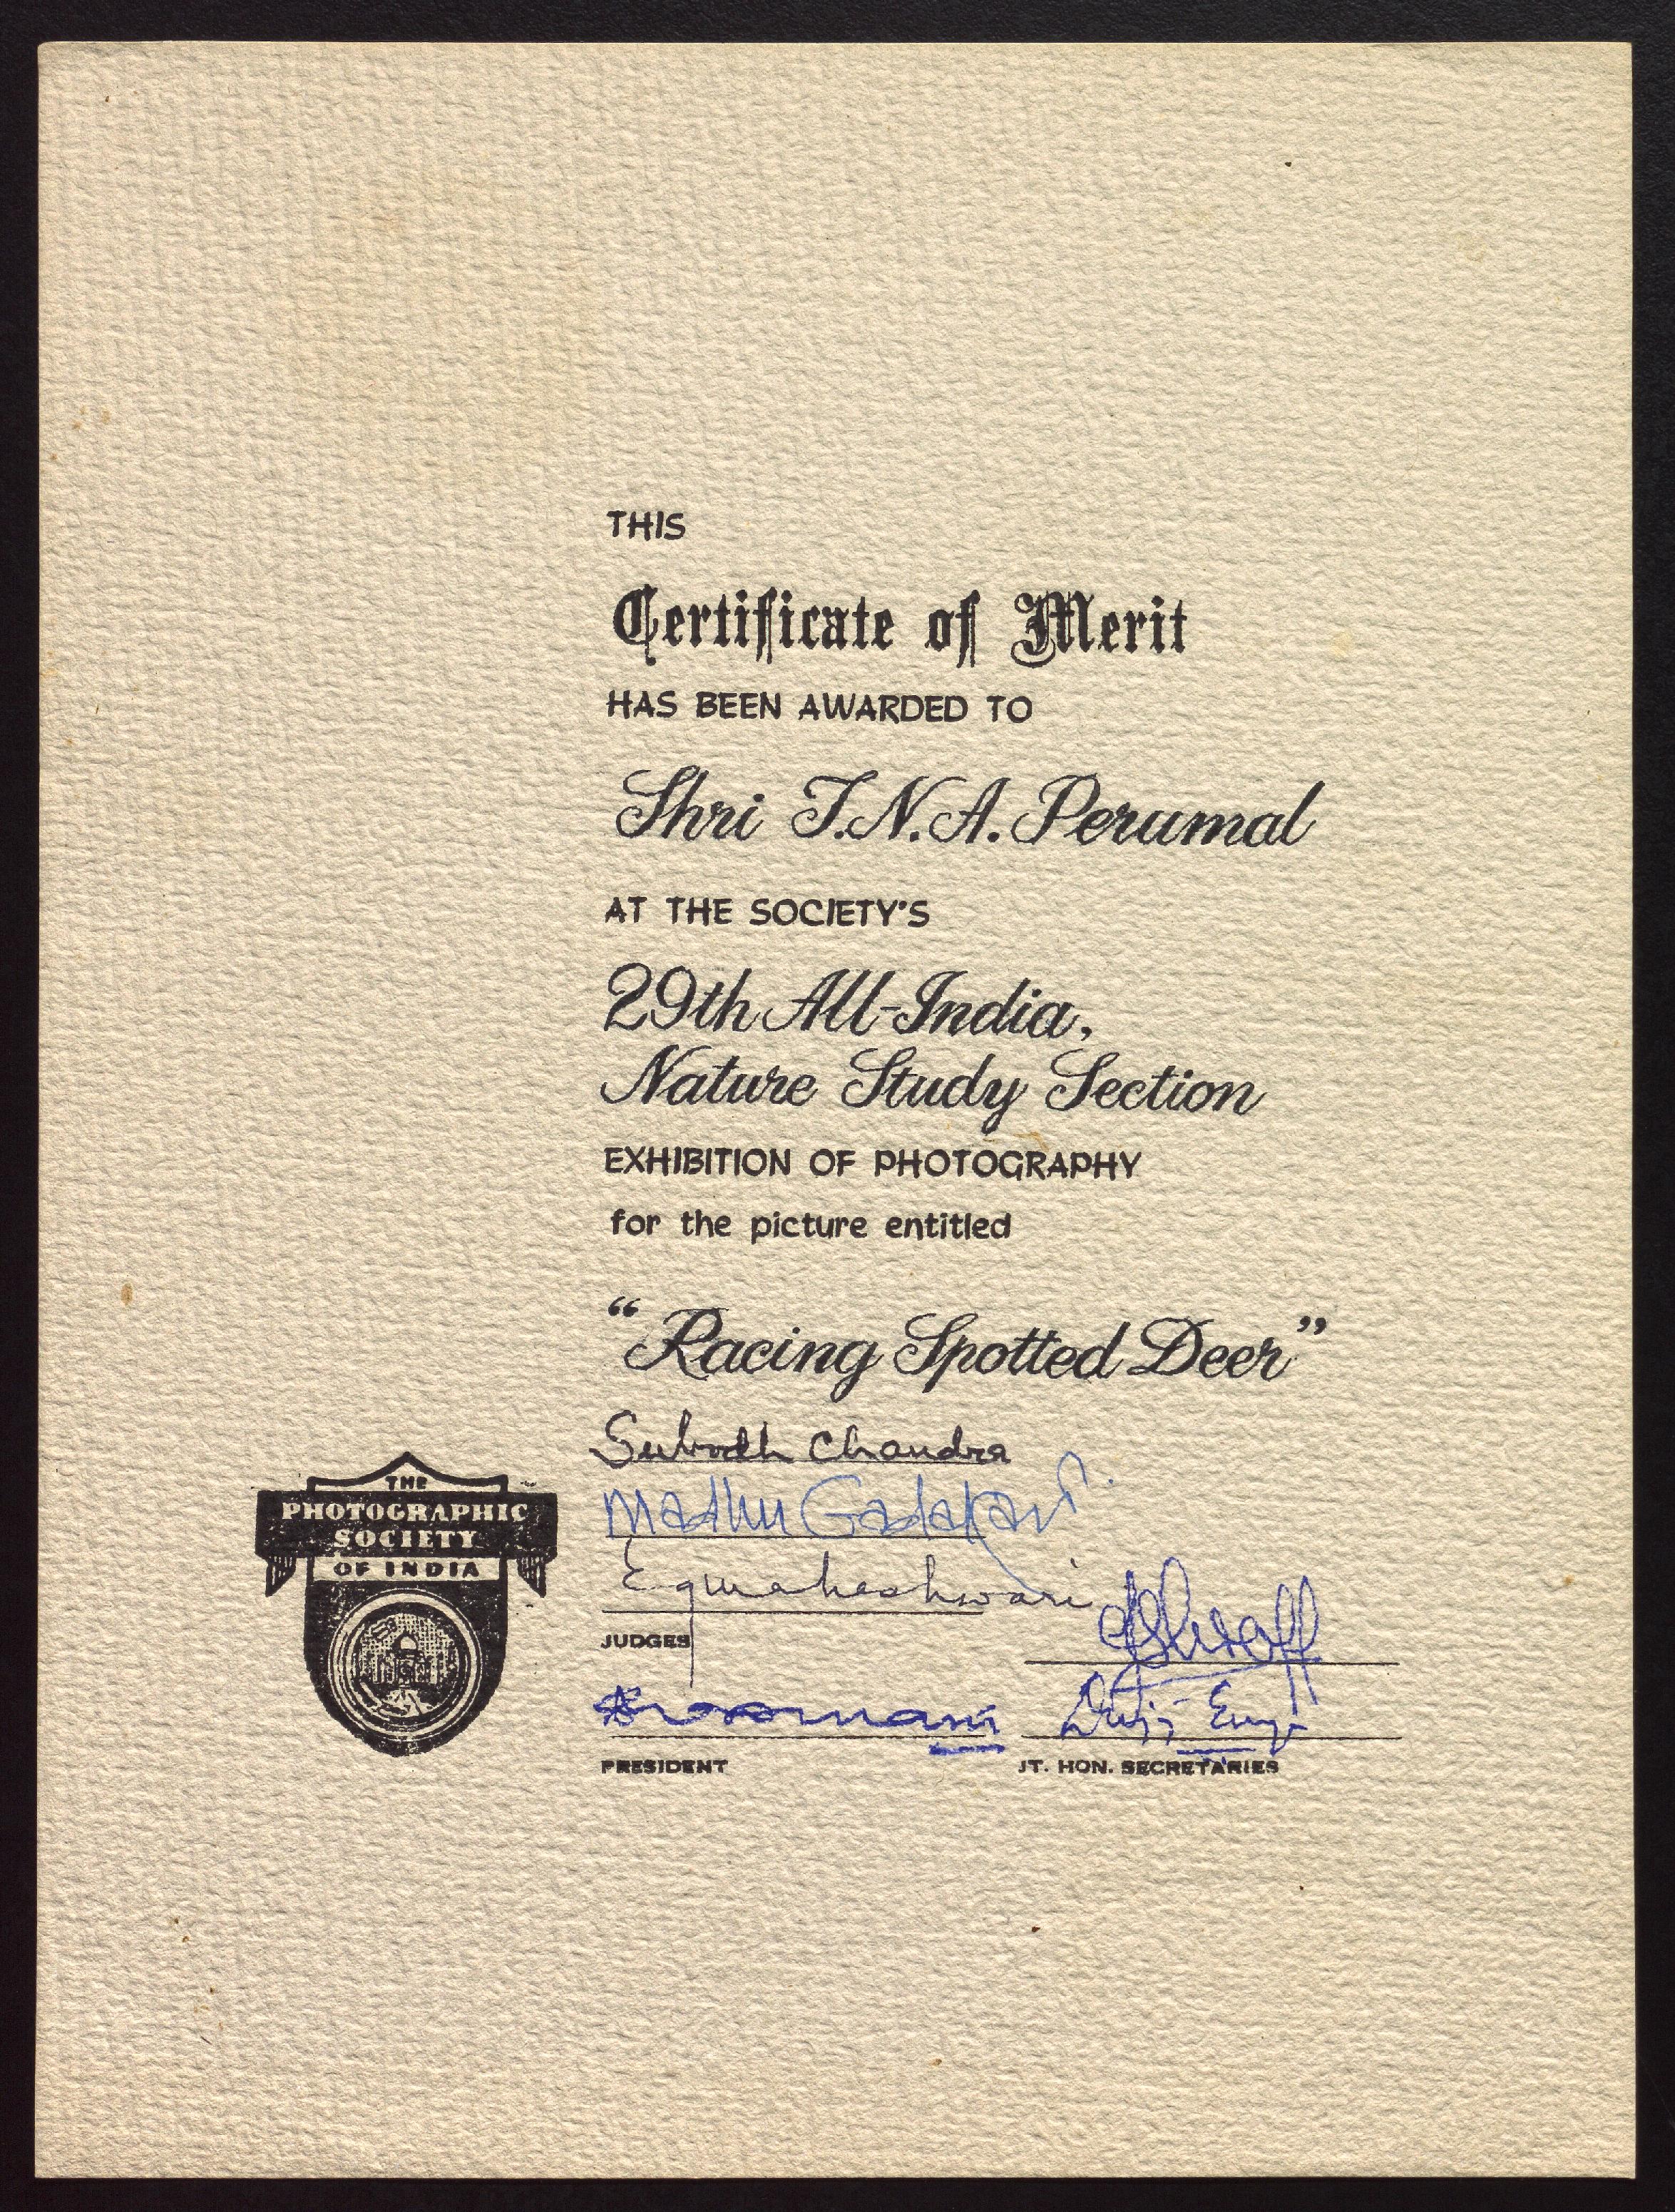 THIS
Certificate of Merit
HAS BEEN AWARDED TO
Shri T.N.A. Perumal
AT THE SOCIETY'S
29th All-India,
Nature Study Section
EXHIBITION OF PHOTOGRAPHY
for the picture entitled
“Racing Spotted Deer”
Subodh Chandra
Madhu Gadakari
THE
PHOTOGRAPHIC
SOCIETY
OF INDIA
JUDGES
PRESIDENT
JT. HON. SECRETARIES